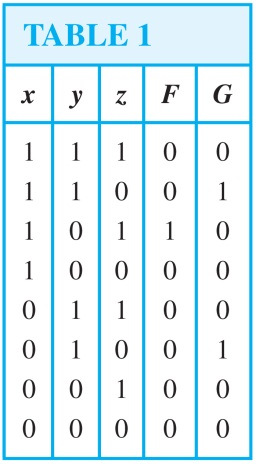 TABLE 1
x y z F G
1 1 1 0 0
1 1 0 0 1
1 0 1 1 0
1 0 0 0 0
0 1 1 0 0
0 1 0 0 1
0 0 1 0 0
0 0 0 0 0